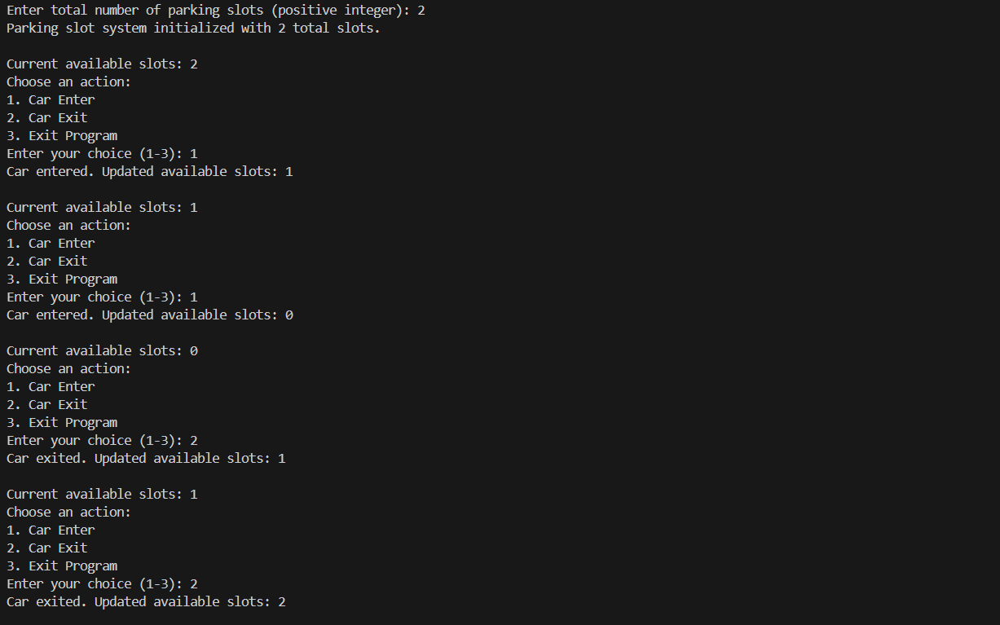 Enter total number of parking slots (positive integer): 2
Parking slot system initialized with 2 total slots.

Current available slots: 2
Choose an action:
1. Car Enter
2. Car Exit
3. Exit Program
Enter your choice (1-3): 1
Car entered. Updated available slots: 1

Current available slots: 1
Choose an action:
1. Car Enter
2. Car Exit
3. Exit Program
Enter your choice (1-3): 1
Car entered. Updated available slots: 0

Current available slots: 0
Choose an action:
1. Car Enter
2. Car Exit
3. Exit Program
Enter your choice (1-3): 2
Car exited. Updated available slots: 1

Current available slots: 1
Choose an action:
1. Car Enter
2. Car Exit
3. Exit Program
Enter your choice (1-3): 2
Car exited. Updated available slots: 2